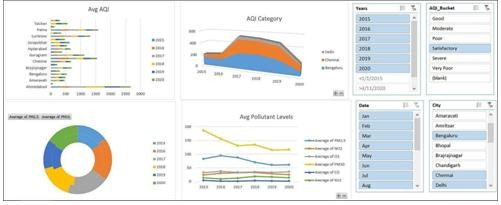 Avg AQI
Talcher
Patna
Lucknow
Jorapokhar
Hyderabad
Gurugram
Chennai
Brajrajnagar
Bengaluru
Amaravati
Ahmedabad
0 500 1000 1500 2000 2500 3000
2015
2016
2017
2018
2019
2020
AQI Category
600
400
200
0
2015 2016 2017 2018 2019 2020
Delhi
Chennai
Bengaluru
Years
2015
2016
2017
2018
2019
2020
<1/1/2015
AQI_Bucket
Good
Moderate
Poor
Satisfactory
Severe
Very Poor
(blank)
Average of PM2.5 Average of PM10
2015
2016
2017
2018
2019
2020
Avg Pollutant Levels
200
150
100
50
0
2015 2016 2017 2018 2019 2020
Average of PM2.5
Average of NO2
Average of O3
Average of PM10
Average of CO
Average of SO2
Date
Jan
Feb
Mar
Apr
May
Jun
Jul
Aug
City
Amaravati
Amritsar
Bengaluru
Bhopal
Brajrajnagar
Chandigarh
Chennai
Delhi